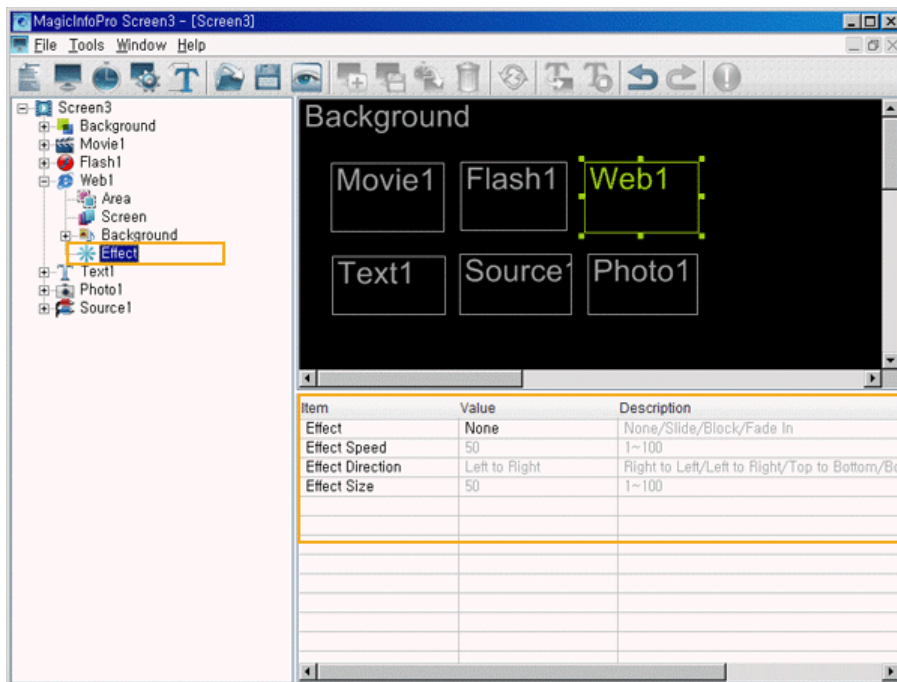 MagicInfoPro Screen3 - [Screen3]
File Tools Window Help
Screen3
Background
Movie1
Flash1
Web1
Area
Screen
Background
Effect
Text1
Photo1
Source1
Background
Movie1 Flash1 Web1
Text1 Source1 Photo1
Item Value Description
Effect None None/Slide/Block/Fade In
Effect Speed 50 1~100
Effect Direction Left to Right Right to Left/Left to Right/Top to Bottom/Bo
Effect Size 50 1~100